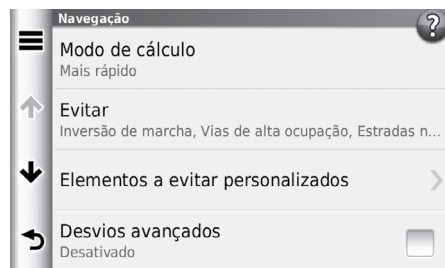 Navegação
?
Modo de cálculo
Mais rápido
Evitar
Inversão de marcha, Vias de alta ocupação, Estradas n...
Elementos a evitar personalizados
Desvios avançados
Desativado